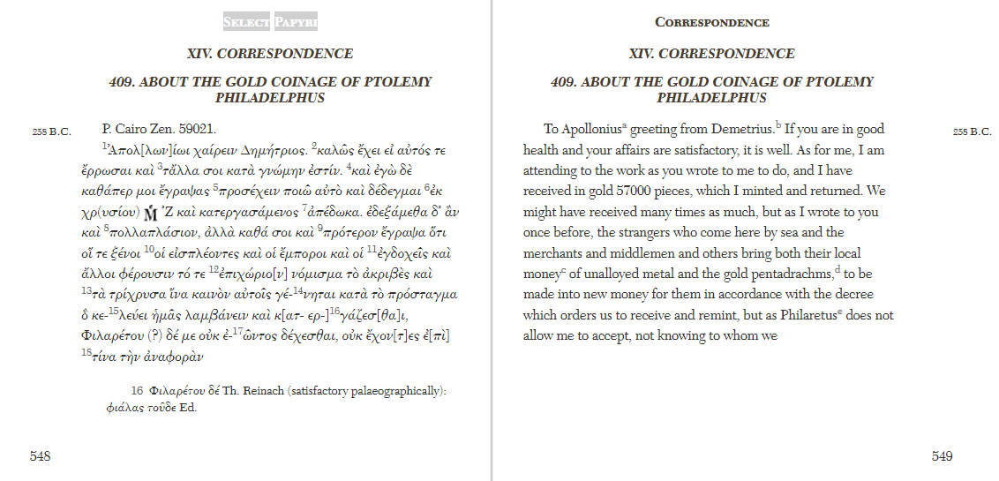 SELECT PAPYRI
XIV. CORRESPONDENCE
409. ABOUT THE GOLD COINAGE OF PTOLEMY
PHILADELPHUS
258 B.C.
P. Cairo Zen. 59021.
1Ἀπολ[λων]ίωι χαίρειν Δημήτριος. 2καλῶς ἔχει εἰ αὐτός τε
ἔρρωσαι καὶ 3τἄλλα σοι κατὰ γνώμην ἐστίν. 4καὶ ἐγὼ δὲ
καθάπερ μοι ἔγραψας 5προσέχειν ποιῶ αὐτὸ καὶ δέδεγμαι 6ἐκ
χρ(υσίου) Μ Ἔ Ζ καὶ κατεργασάμενος 7ἀπέδωκα. ἐδεξάμεθα δʼ ἂν
καὶ 8πολλαπλάσιον, ἀλλὰ καθά σοι καὶ 9πρότερον ἔγραψα ὅτι
οἵ τε ξένοι 10οἱ εἰσπλέοντες καὶ οἱ ἔμποροι καὶ οἱ 11ἐγδοχεῖς καὶ
ἄλλοι φέρουσιν τό τε 12ἐπιχώριο[ν] νόμισμα τὸ ἀκριβὲς καὶ
13τὰ τρίχρυσα ἵνα καινὸν αὐτοῖς γέ-14νηται κατὰ τὸ πρόσταγμα
ὃ κε-15λεύει ἡμᾶς λαμβάνειν καὶ κ[ατ- ερ-]16γάζεσ[θα]ι,
Φιλαρέτου (?) δέ με οὐκ ἐ-17ῶντος δέχεσθαι, οὐκ ἔχον[τ]ες ἐ[πὶ]
18τίνα τὴν ἀναφορὰν
16 Φιλαρέτου δέ Th. Reinach (satisfactory palaeographically):
φιάλας τοῦδε Ed.
548
CORRESPONDENCE
XIV. CORRESPONDENCE
409. ABOUT THE GOLD COINAGE OF PTOLEMY
PHILADELPHUS
To Apolloniusa greeting from Demetrius.b If you are in good
258 B.C.
health and your affairs are satisfactory, it is well. As for me, I am
attending to the work as you wrote to me to do, and I have
received in gold 57000 pieces, which I minted and returned. We
might have received many times as much, but as I wrote to you
once before, the strangers who come here by sea and the
merchants and middlemen and others bring both their local
moneyc of unalloyed metal and the gold pentadrachms,d to be
made into new money for them in accordance with the decree
which orders us to receive and remint, but as Philaretuse does not
allow me to accept, not knowing to whom we
549